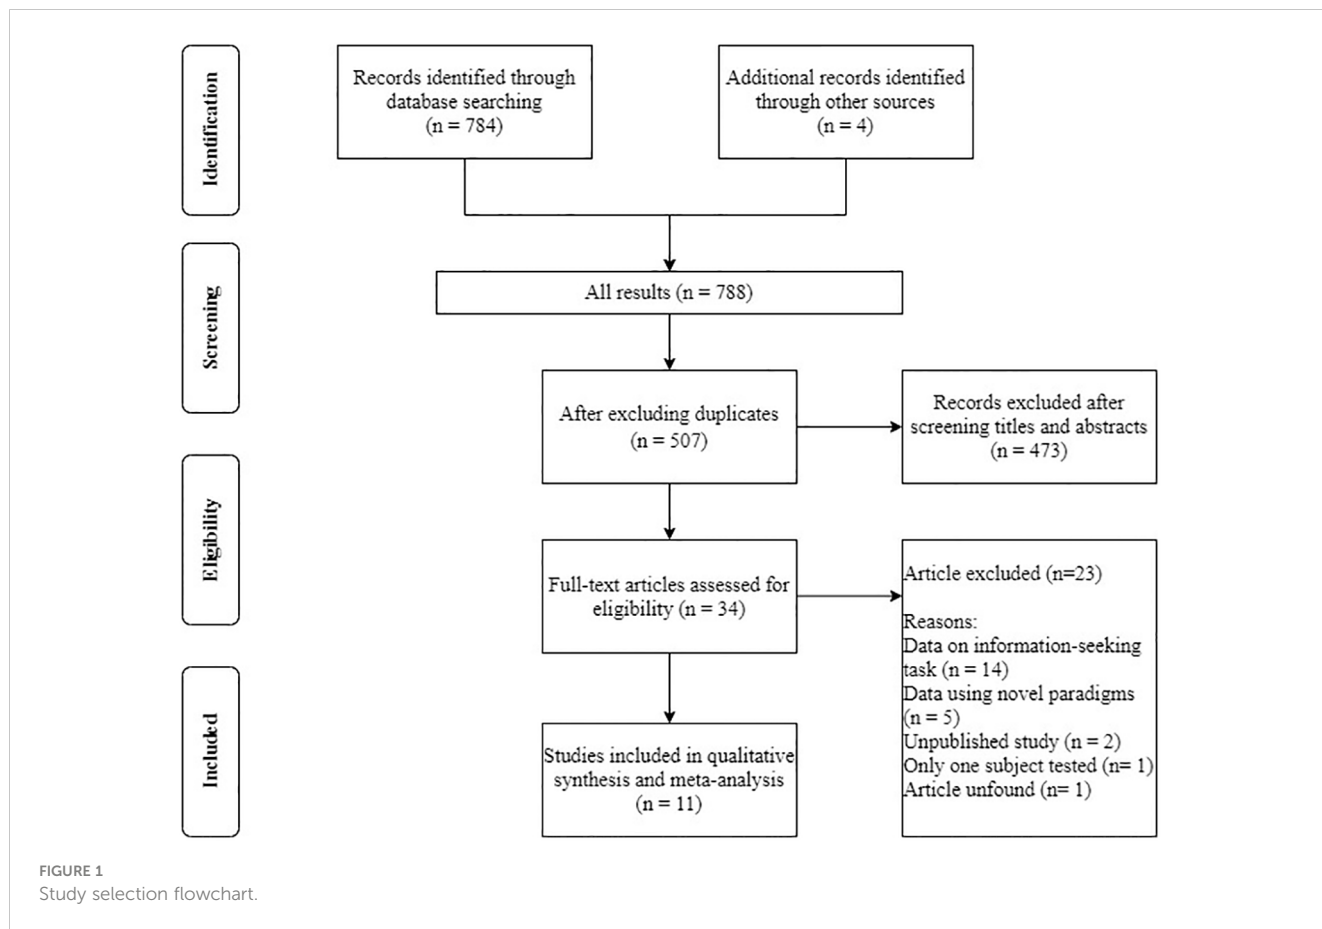 Identification
Records identified through
database searching
(n = 784)
Additional records identified
through other sources
(n = 4)
Screening
All results (n = 788)
After excluding duplicates
(n = 507)
Records excluded after
screening titles and abstracts
(n = 473)
Eligibility
Full-text articles assessed for
eligibility (n = 34)
Article excluded (n=23)
Reasons:
Data on information-seeking
task (n = 14)
Data using novel paradigms
(n = 5)
Unpublished study (n = 2)
Only one subject tested (n= 1)
Article unfound (n= 1)
Included
Studies included in qualitative
synthesis and meta-analysis
(n = 11)
FIGURE 1
Study selection flowchart.